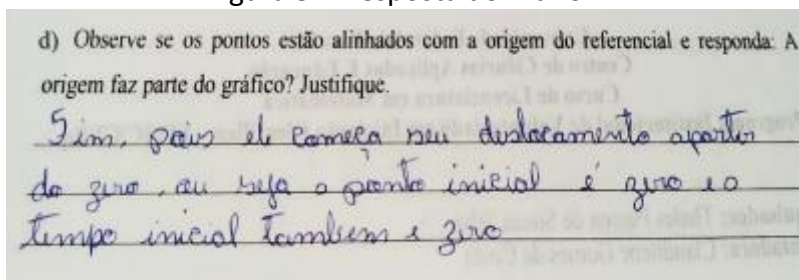 d) Observe se os pontos estão alinhados com a origem do referencial e responda: A
origem faz parte do gráfico? Justifique.
Sim, pois ele começa seu deslocamento apartir
do zero, ou seja o ponto inicial é zero e o
tempo inicial tambem é zero